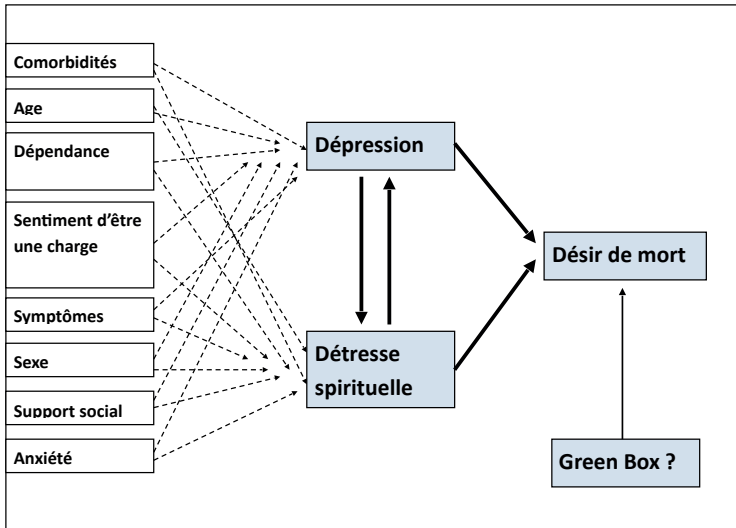 Comorbidités
Age
Dépendance
Sentiment d'être
une charge
Symptômes
Sexe
Support social
Anxiété
Dépression
Détresse
spirituelle
Désir de mort
Green Box ?